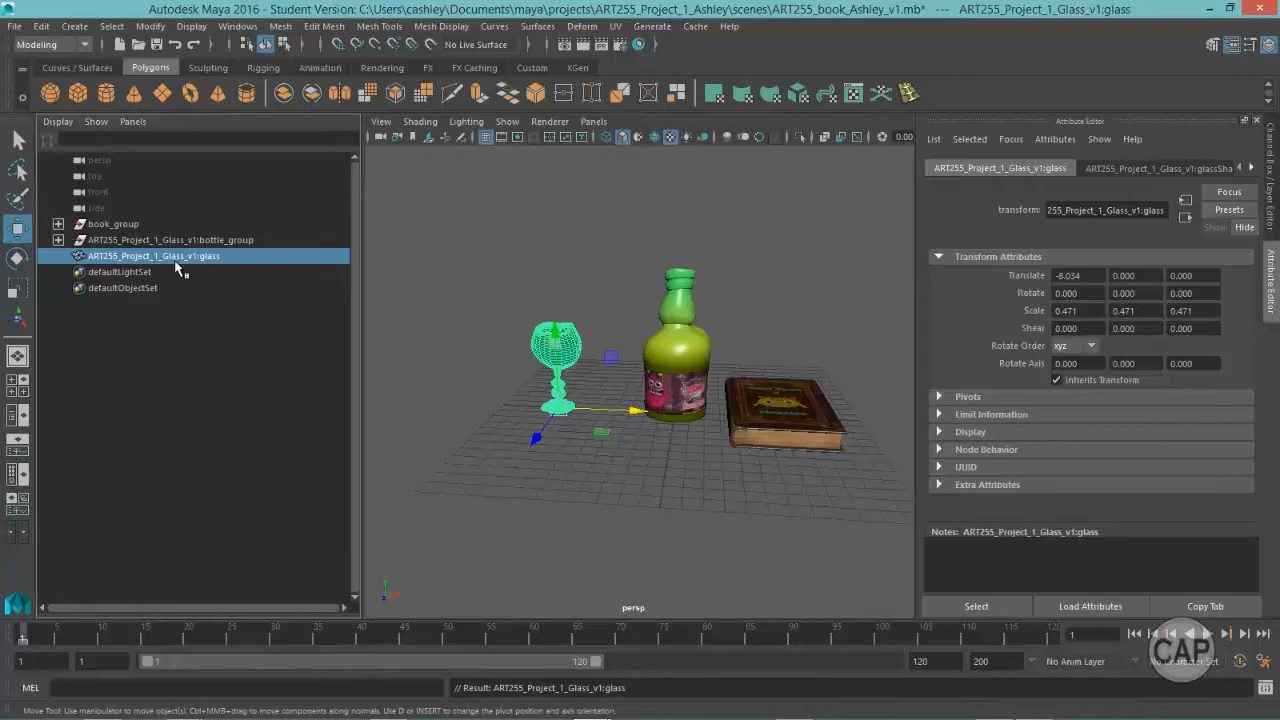 Autodesk Maya 2016 - Student Version: C:\Users\cashley\Documents\maya\projects\ART255_Project_1_Ashley\scenes\ART255_book_Ashley_v1.mb* --- ART255_Project_1_Glass_v1:glass
File Edit Create Select Modify Display Windows Mesh Edit Mesh Mesh Tools Mesh Display Curves Surfaces Deform UV Generate Cache Help
Modeling No Live Surface
Curves / Surfaces Polygons Sculpting Rigging Animation Rendering FX FX Caching Custom XGen
Display Show Panels
View Shading Lighting Show Renderer Panels
0.00
persp
top
front
side
book_group
ART255_Project_1_Glass_v1:bottle_group
ART255_Project_1_Glass_v1:glass
defaultLightSet
defaultObjectSet
persp
Attribute Editor
List Selected Focus Attributes Show Help
ART255_Project_1_Glass_v1:glass ART255_Project_1_Glass_v1:glassSha
transform: 255_Project_1_Glass_v1:glass
Focus
Presets
Show Hide
Transform Attributes
Translate -8.034 0.000 0.000
Rotate 0.000 0.000 0.000
Scale 0.471 0.471 0.471
Shear 0.000 0.000 0.000
Rotate Order xyz
Rotate Axis 0.000 0.000 0.000
Inherits Transform
Pivots
Limit Information
Display
Node Behavior
UUID
Extra Attributes
Notes: ART255_Project_1_Glass_v1:glass
Select Load Attributes Copy Tab
Channel Box / Layer Editor
Attribute Editor
1 5 10 15 20 25 30 35 40 45 50 55 60 65 70 75 80 85 90 95 100 105 110 115 120 1
1 1 1 120 120 200 No Anim Layer No Character Set
CAP
MEL // Result: ART255_Project_1_Glass_v1:glass
Move Tool: Use manipulator to move object(s). Ctrl+MMB+drag to move components along normals. Use D or INSERT to change the pivot position and axis orientation.